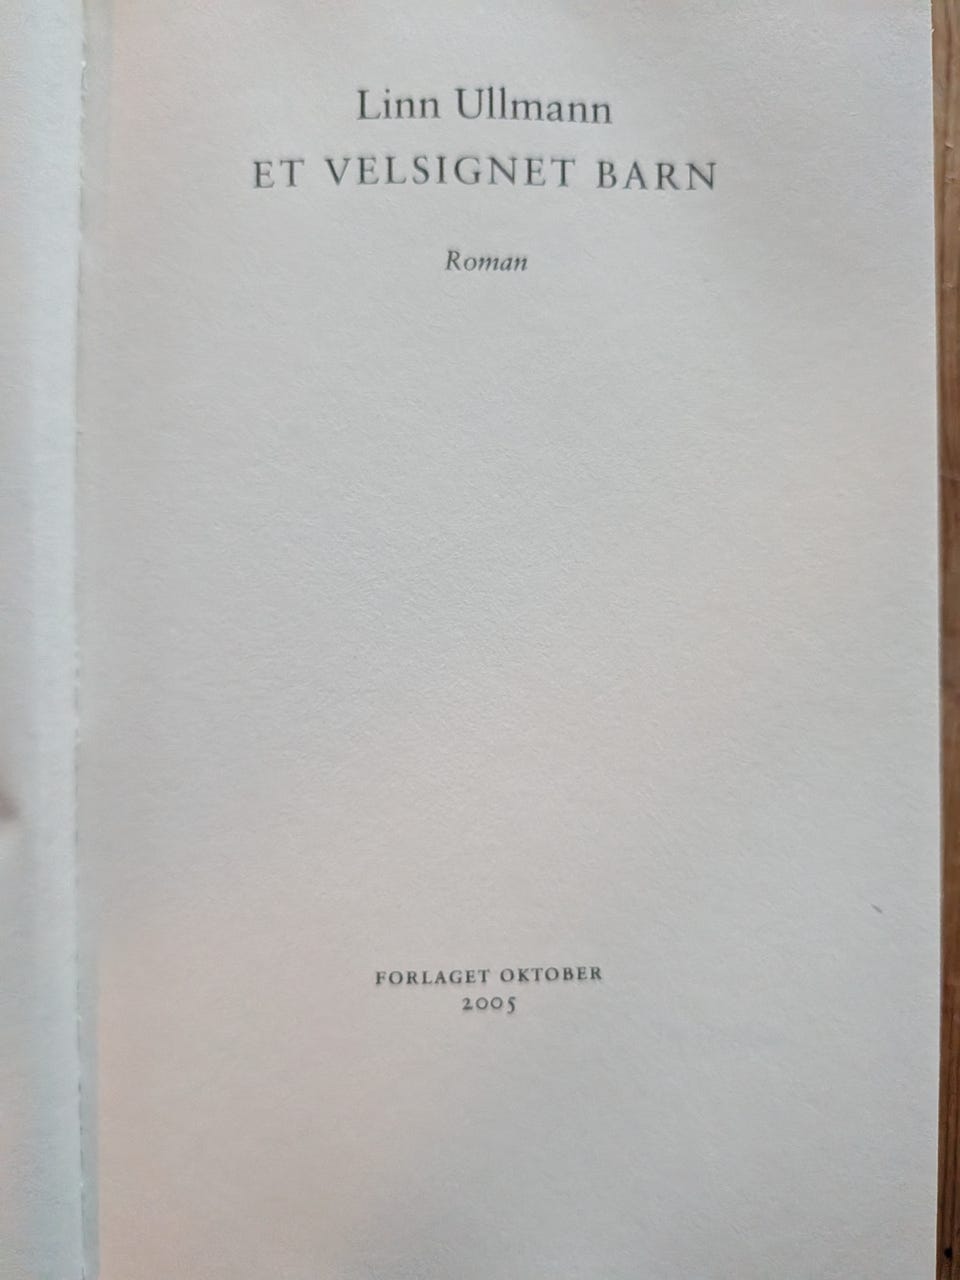 Linn Ullmann
ET VELSIGNET BARN
Roman
FORLAGET OKTOBER
2005